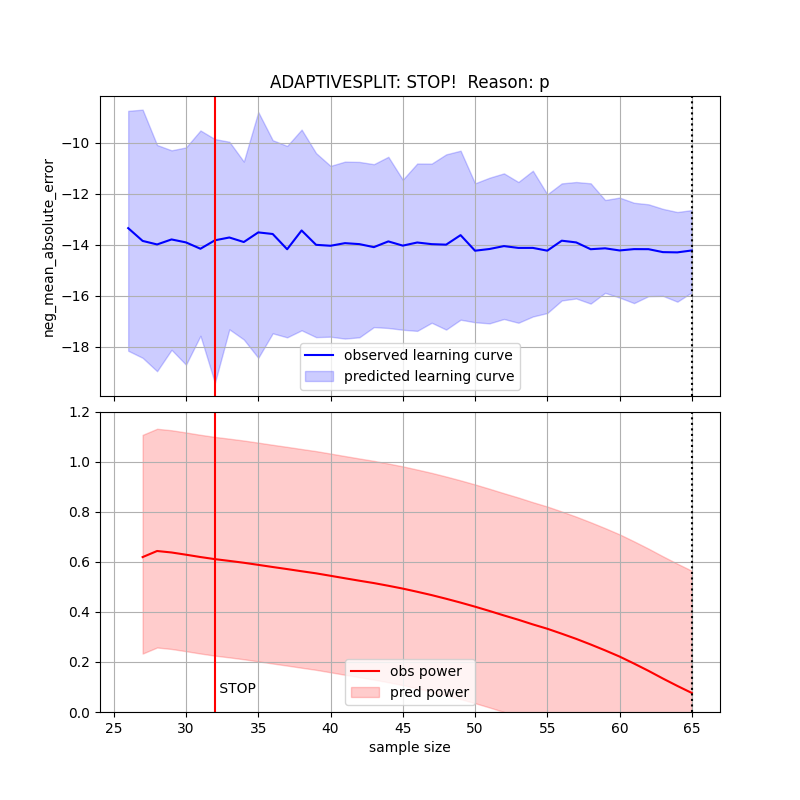 ADAPTIVESPLIT: STOP!  Reason: p
neg_mean_absolute_error
−10
−12
−14
−16
−18
observed learning curve
predicted learning curve
1.2
1.0
0.8
0.6
0.4
0.2
0.0
STOP
obs power
pred power
25 30 35 40 45 50 55 60 65
sample size